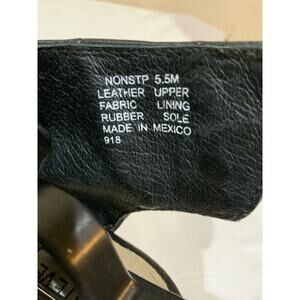 NONSTP 5.5M
LEATHER UPPER
FABRIC LINING
RUBBER SOLE
MADE IN MEXICO
918